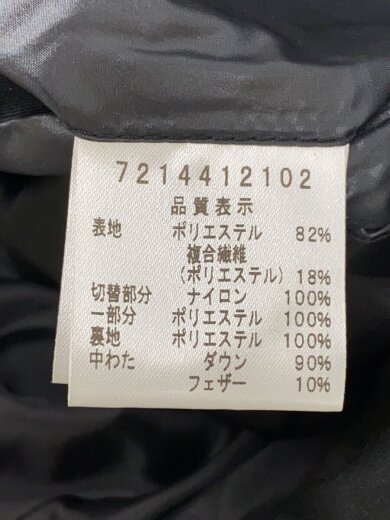 7214412102
品質表示
表地 ポリエステル 82%
複合繊維
(ポリエステル) 18%
切替部分 ナイロン 100%
一部分 ポリエステル 100%
裏地 ポリエステル 100%
中わた ダウン 90%
フェザー 10%